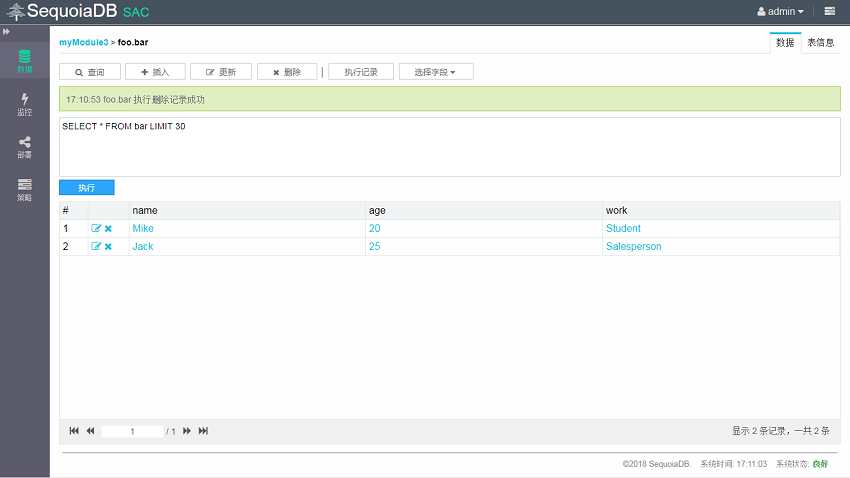 SequoiaDB SAC
admin
myModule3 > foo.bar
数据 表信息
数据
监控
部署
策略
查询 插入 更新 删除 | 执行记录 选择字段
17:10:53 foo.bar 执行删除记录成功
SELECT * FROM bar LIMIT 30
执行
# name age work
1 Mike 20 Student
2 Jack 25 Salesperson
1 / 1 显示 2 条记录，一共 2 条
©2018 SequoiaDB. 系统时间: 17:11:03 系统状态: 良好